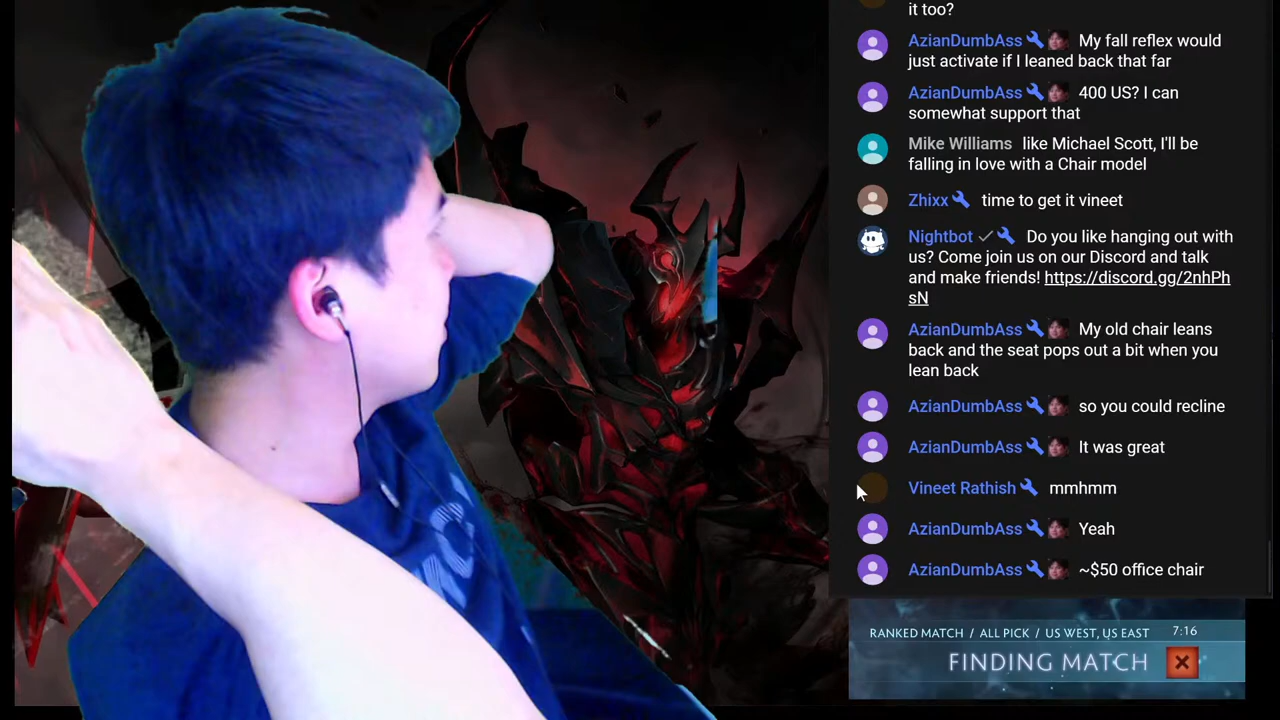 it too?
AzianDumbAss My fall reflex would
just activate if I leaned back that far
AzianDumbAss 400 US? I can
somewhat support that
Mike Williams like Michael Scott, I'll be
falling in love with a Chair model
Zhixx time to get it vineet
Nightbot Do you like hanging out with
us? Come join us on our Discord and talk
and make friends! https://discord.gg/2nhPh
sN
AzianDumbAss My old chair leans
back and the seat pops out a bit when you
lean back
AzianDumbAss so you could recline
AzianDumbAss It was great
Vineet Rathish mmhmm
AzianDumbAss Yeah
AzianDumbAss ~$50 office chair
RANKED MATCH / ALL PICK / US WEST, US EAST 7:16
FINDING MATCH